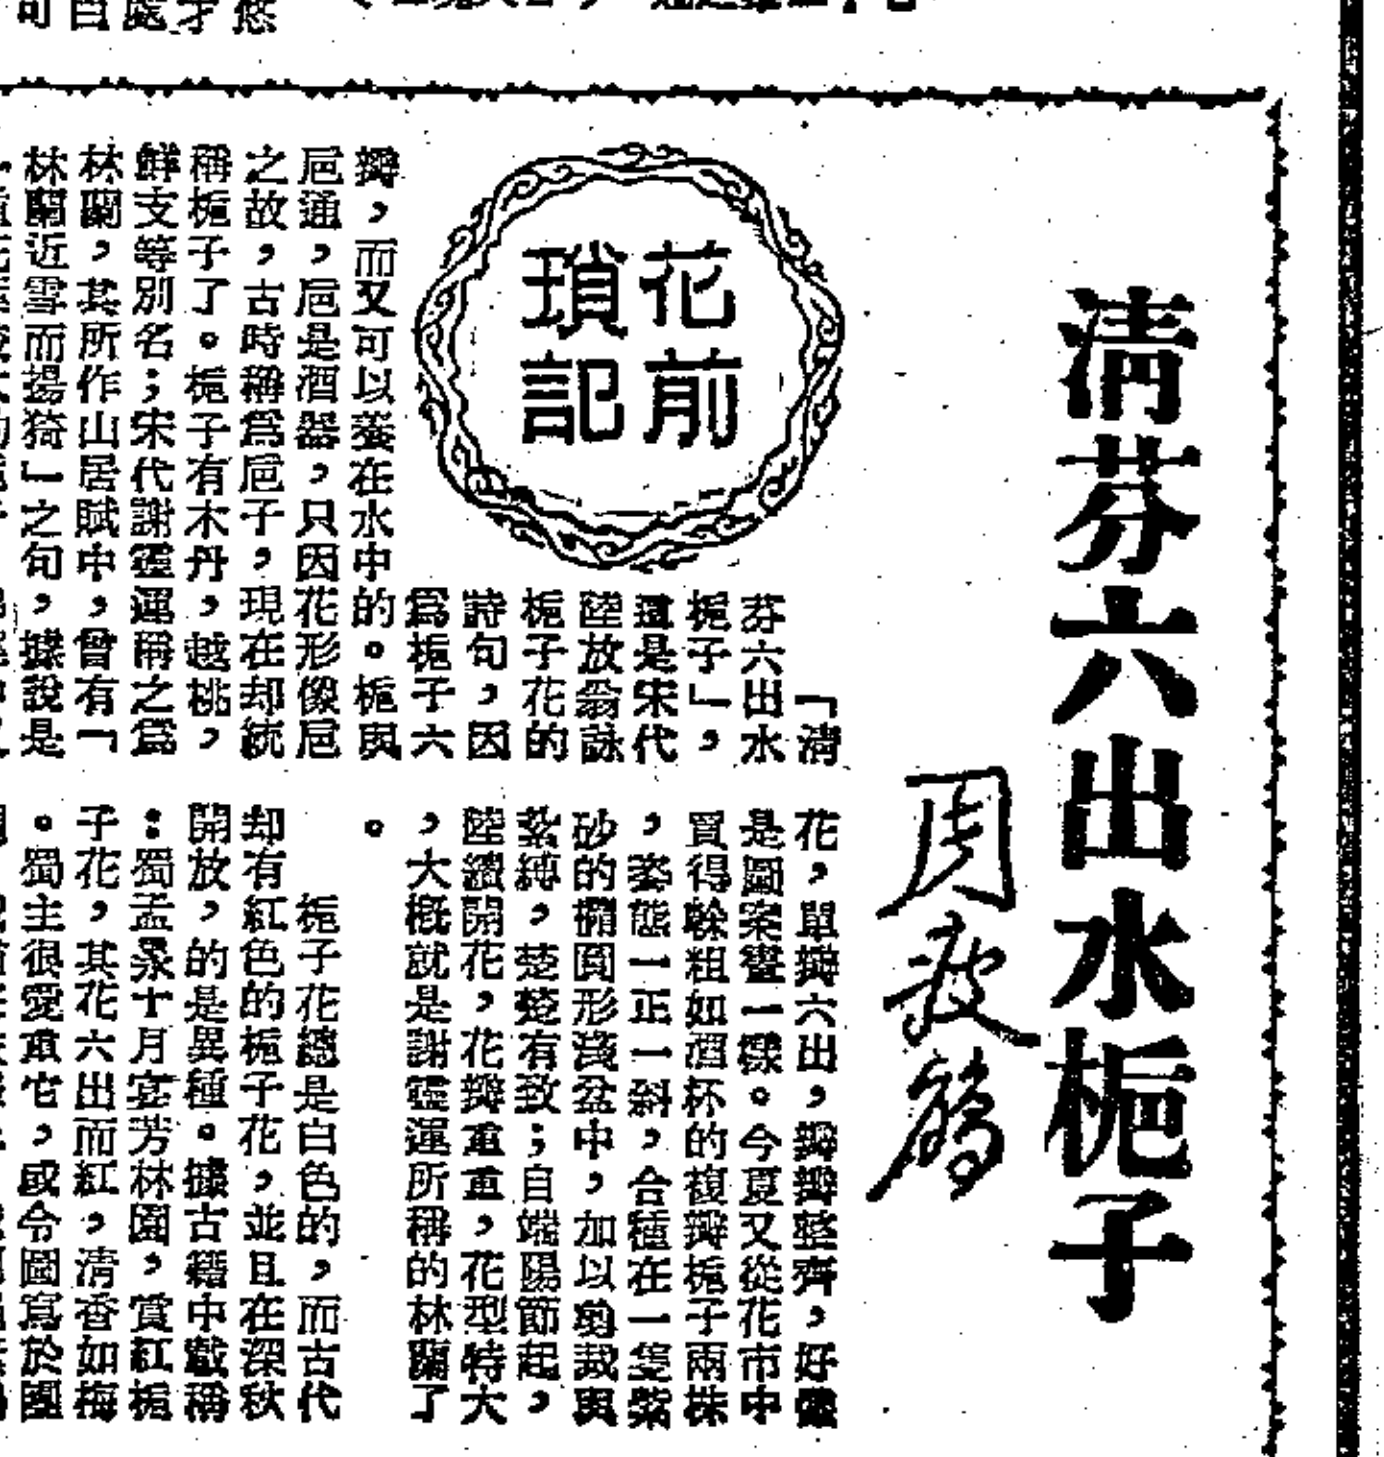 清芬六出水梔子
周瘦鵑
花前
瑣記
「清
芬六出水
梔子」，
這是宋代
陸放翁詠
梔子花的
詩句，因
爲梔子六
瓣，而又可以養在水中的。梔與
巵通，巵是酒器，只因花形像巵
之故，古時稱爲巵子，現在却統
稱梔子了。梔子有木丹，越桃，
鮮支等別名；宋代謝靈運稱之爲
林蘭，其所作山居賦中，曾有「
林蘭近雪而揚猗」之句，據說是
花，單瓣六出，瓣瓣整齊，好像
是圖案畫一樣。今夏又從花市中
買得榦粗如酒杯的複瓣梔子兩株
，姿態一正一斜，合種在一隻紫
砂的橢圓形淺盆中，加以剪裁與
紮縛，楚楚有致；自端陽節起，
陸續開花，花瓣重重，花型特大
，大概就是謝靈運所稱的林蘭了
。
梔子花總是白色的，而古代
却有紅色的梔子花，並且在深秋
開放，的是異種。據古籍中載稱
：蜀孟昶十月宴芳林園，賞紅梔
子花，其花六出而紅，清香如梅
。蜀主很愛重它，或令圖寫於團